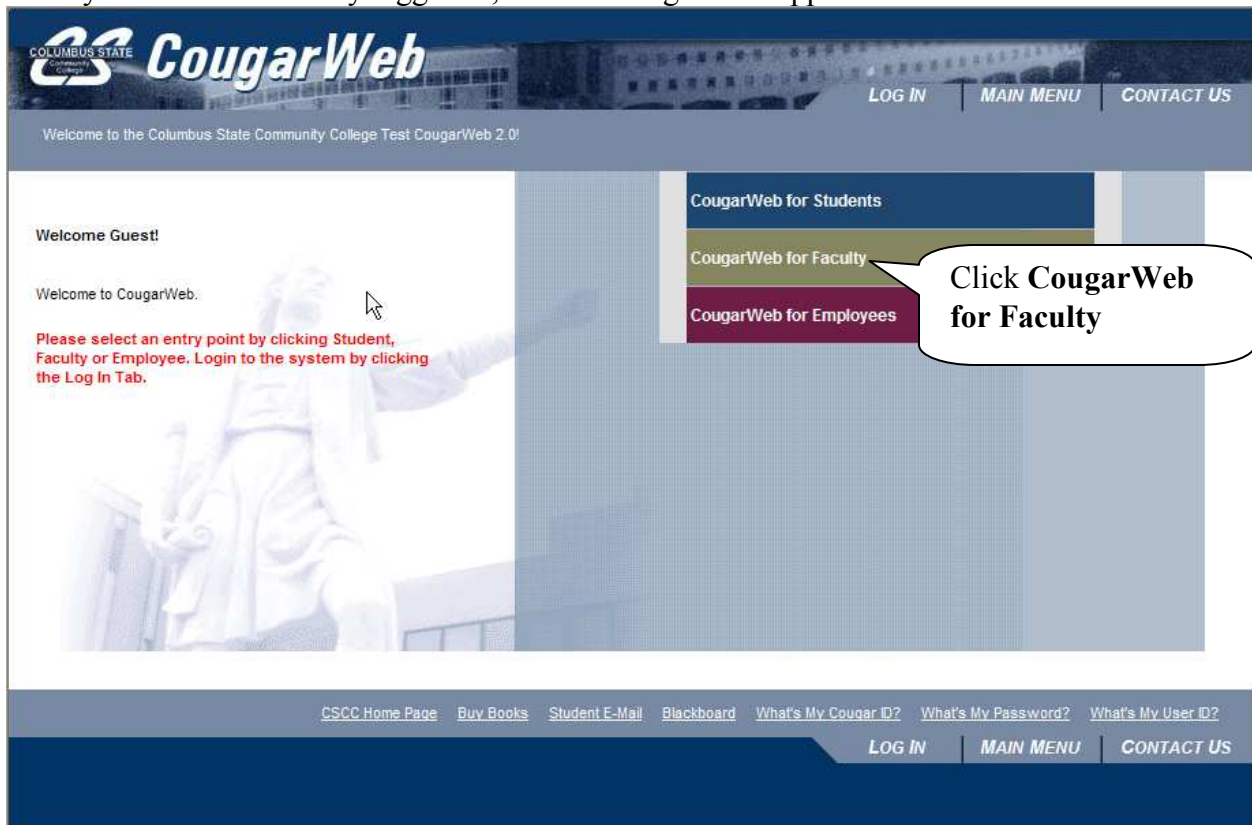 COLUMBUS STATE
Community
College
CS
CougarWeb
LOG IN
MAIN MENU
CONTACT US
Welcome to the Columbus State Community College Test CougarWeb 2.0!
Welcome Guest!
Welcome to CougarWeb.
Please select an entry point by clicking Student,
Faculty or Employee. Login to the system by clicking
the Log In Tab.
CougarWeb for Students
CougarWeb for Faculty
CougarWeb for Employees
Click CougarWeb
for Faculty
CSCC Home Page Buy Books Student E-Mail Blackboard What's My Cougar ID? What's My Password? What's My User ID?
LOG IN
MAIN MENU
CONTACT US